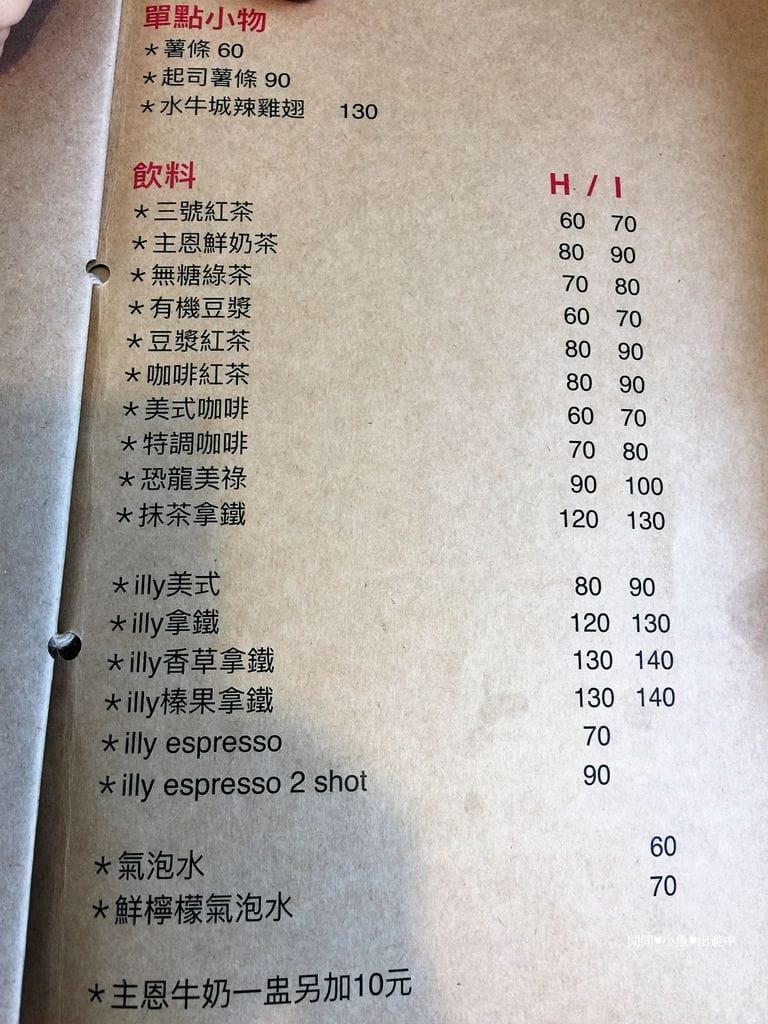 單點小物
*薯條 60
*起司薯條 90
*水牛城辣雞翅 130
飲料 H / I
*三號紅茶 60 70
*主恩鮮奶茶 80 90
*無糖綠茶 70 80
*有機豆漿 60 70
*豆漿紅茶 80 90
*咖啡紅茶 80 90
*美式咖啡 60 70
*特調咖啡 70 80
*恐龍美祿 90 100
*抹茶拿鐵 120 130
*illy美式 80 90
*illy拿鐵 120 130
*illy香草拿鐵 130 140
*illy榛果拿鐵 130 140
*illy espresso 70
*illy espresso 2 shot 90
*氣泡水 60
*鮮檸檬氣泡水 70
*主恩牛奶一盅另加10元